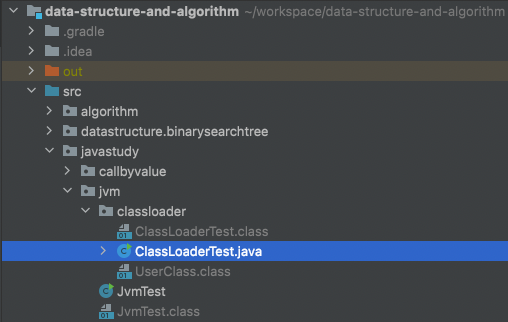 data-structure-and-algorithm ~/workspace/data-structure-and-algorithm
.gradle
.idea
out
src
algorithm
datastructure.binarysearchtree
javastudy
callbyvalue
jvm
classloader
ClassLoaderTest.class
ClassLoaderTest.java
UserClass.class
JvmTest
JvmTest.class